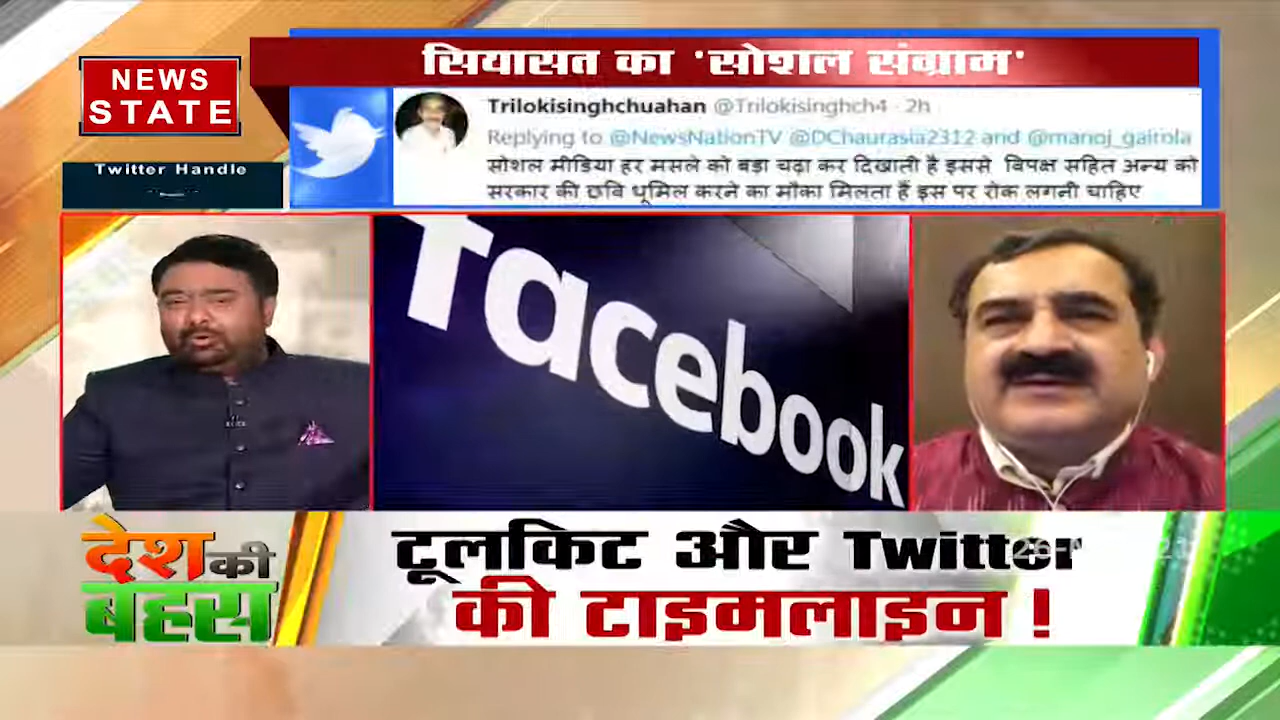 NEWS
STATE
सियासत का 'सोशल संग्राम'
Trilokisinghchuahan @Trilokisinghch4 · 2h
Replying to @NewsNationTV @DChaurasia2312 and @manoj_gairola
सोशल मीडिया हर मसले को बड़ा चढ़ा कर दिखाती है इससे विपक्ष सहित अन्य को
सरकार की छवि धूमिल करने का मौका मिलता हैं इस पर रोक लगनी चाहिए
Twitter Handle
facebook
देश की
बहस
टूलकिट और Twitter
की टाइमलाइन !